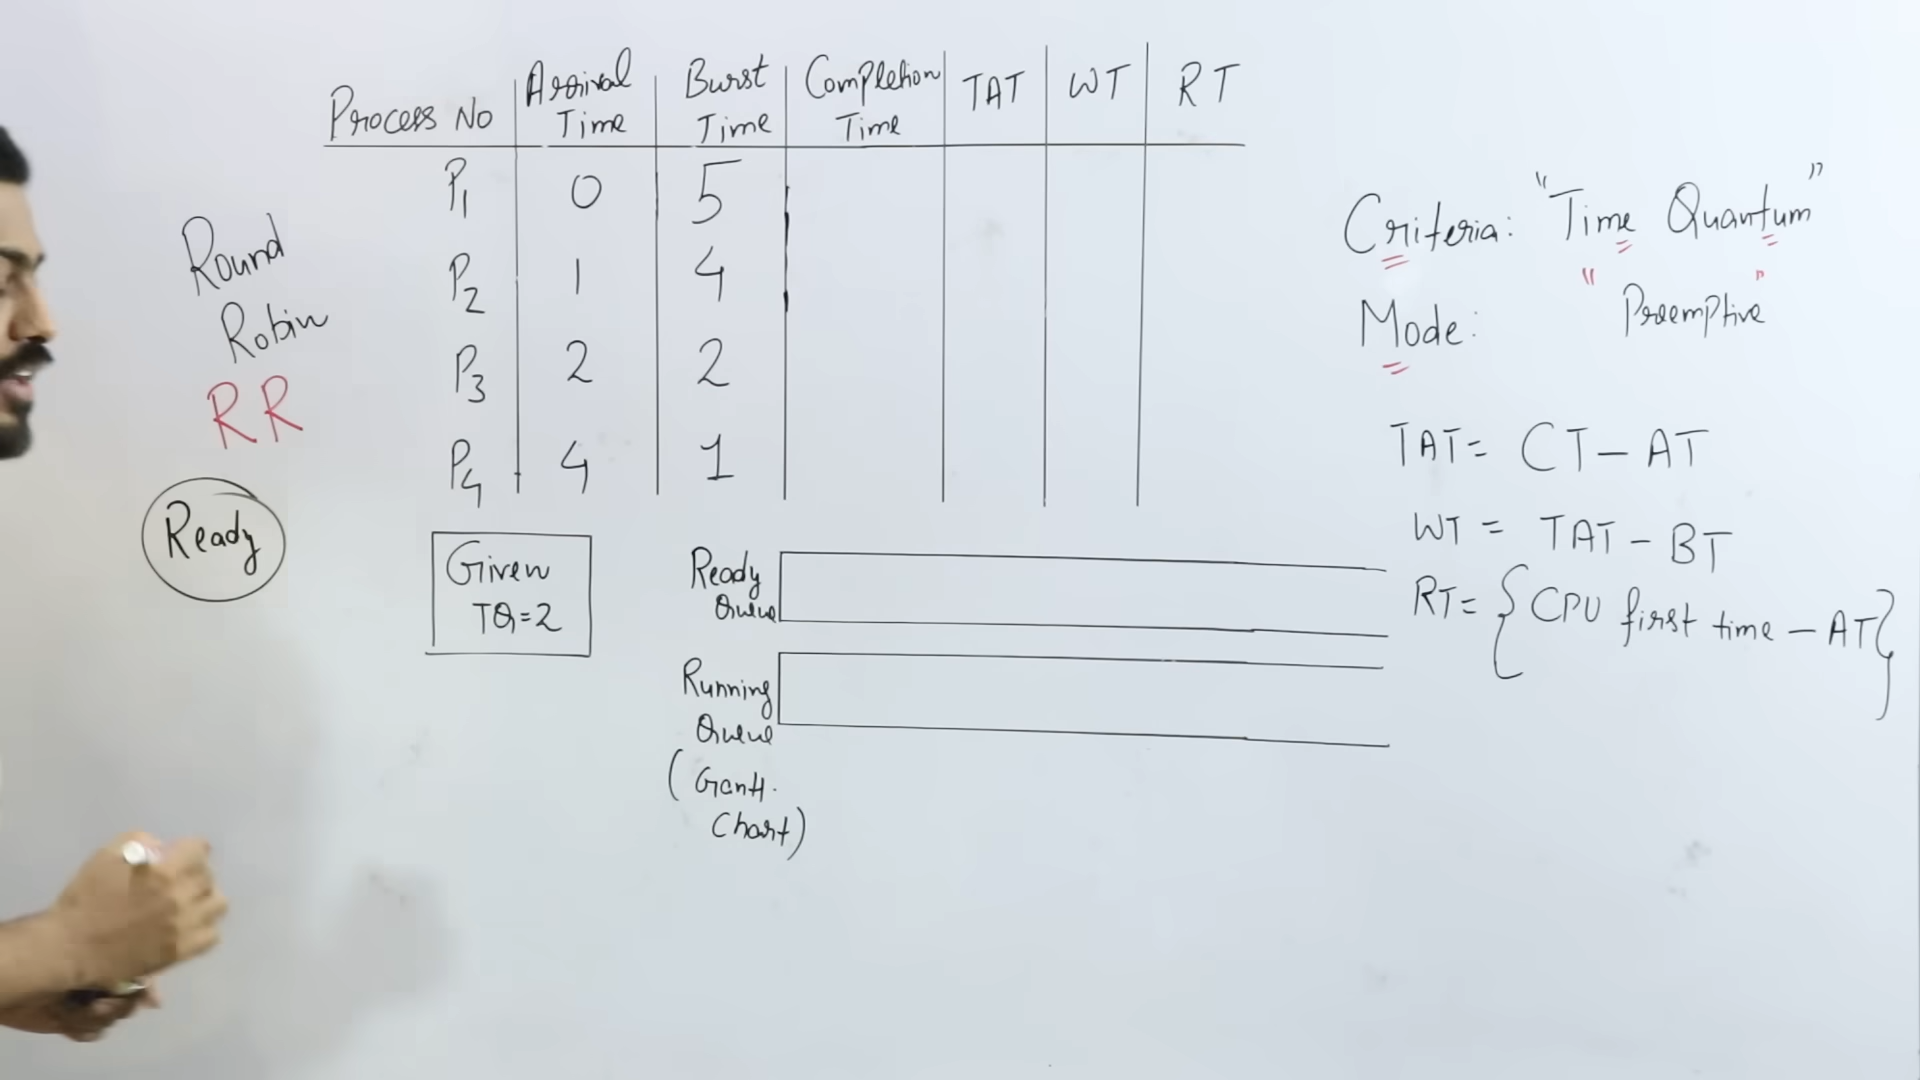 Process No | Arrival Time | Burst Time | Completion Time | TAT | WT | RT
P1 | 0 | 5
P2 | 1 | 4
P3 | 2 | 2
P4 | 4 | 1
Round
Robin
RR
Ready
Given
TQ=2
Ready
Queue
Running
Queue
(Gantt.
Chart)
Criteria: "Time Quantum"
Mode: "Preemptive"
TAT= CT-AT
WT = TAT-BT
RT= {CPU first time - AT}